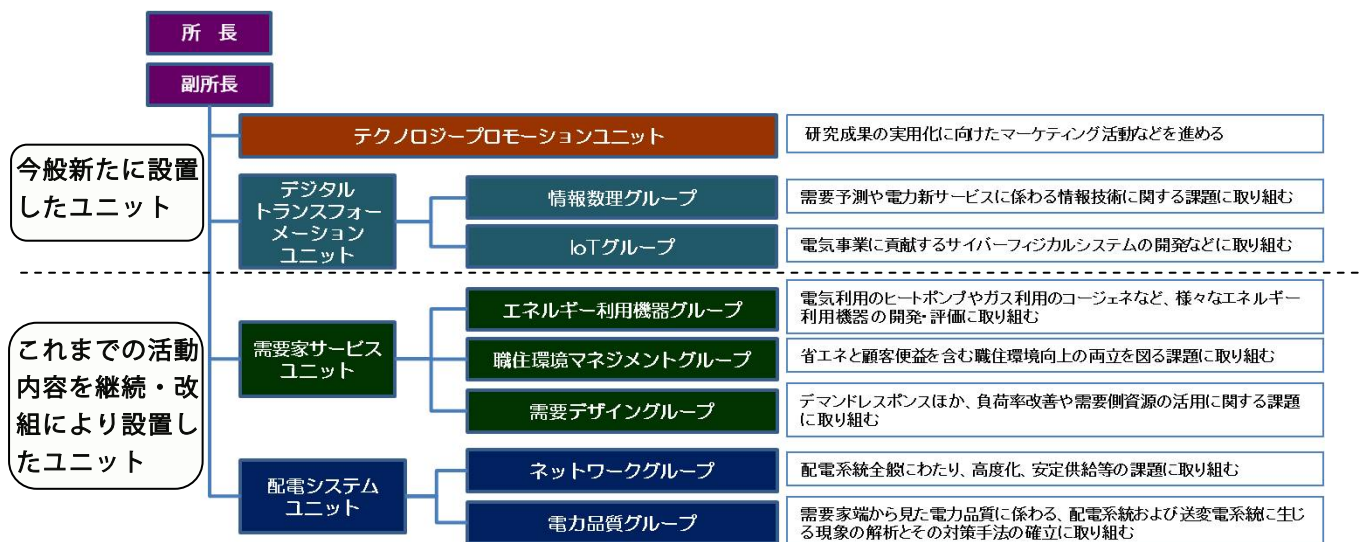 所 長
副所長
テクノロジープロモーションユニット
研究成果の実用化に向けたマーケティング活動などを進める
今般新たに設置
したユニット
デジタル
トランスフォー
メーション
ユニット
情報数理グループ
需要予測や電力新サービスに係わる情報技術に関する課題に取り組む
IoTグループ
電気事業に貢献するサイバーフィジカルシステムの開発などに取り組む
これまでの活動
内容を継続・改
組により設置し
たユニット
需要家サービス
ユニット
エネルギー利用機器グループ
電気利用のヒートポンプやガス利用のコージェネなど、様々なエネルギー
利用機器の開発・評価に取り組む
職住環境マネジメントグループ
省エネと顧客便益を含む職住環境向上の両立を図る課題に取り組む
需要デザイングループ
デマンドレスポンスほか、負荷率改善や需要側資源の活用に関する課題
に取り組む
配電システム
ユニット
ネットワークグループ
配電系統全般にわたり、高度化、安定供給等の課題に取り組む
電力品質グループ
需要家端から見た電力品質に係わる、配電系統および送変電系統に生じ
る現象の解析とその対策手法の確立に取り組む